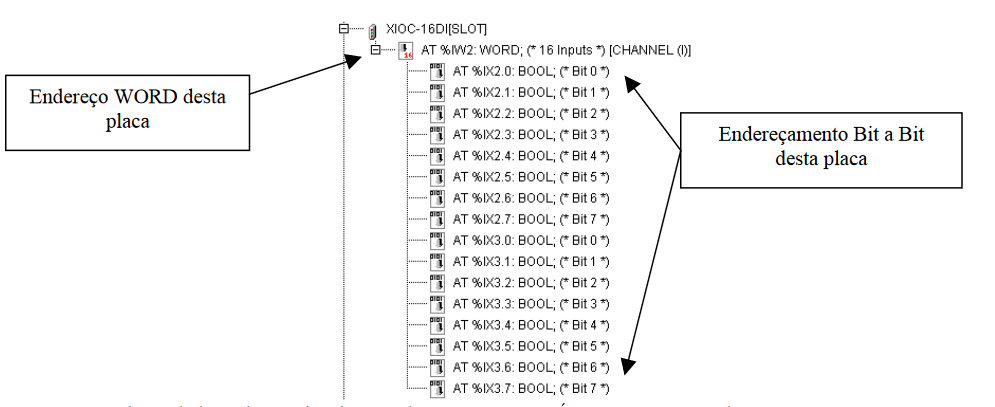 XIOC-16DI[SLOT]
AT %IW2: WORD; (* 16 Inputs *) [CHANNEL (I)]
Endereço WORD desta
placa
AT %IX2.0: BOOL; (* Bit 0 *)
AT %IX2.1: BOOL; (* Bit 1 *)
AT %IX2.2: BOOL; (* Bit 2 *)
AT %IX2.3: BOOL; (* Bit 3 *)
AT %IX2.4: BOOL; (* Bit 4 *)
AT %IX2.5: BOOL; (* Bit 5 *)
AT %IX2.6: BOOL; (* Bit 6 *)
AT %IX2.7: BOOL; (* Bit 7 *)
AT %IX3.0: BOOL; (* Bit 0 *)
AT %IX3.1: BOOL; (* Bit 1 *)
AT %IX3.2: BOOL; (* Bit 2 *)
AT %IX3.3: BOOL; (* Bit 3 *)
AT %IX3.4: BOOL; (* Bit 4 *)
AT %IX3.5: BOOL; (* Bit 5 *)
AT %IX3.6: BOOL; (* Bit 6 *)
AT %IX3.7: BOOL; (* Bit 7 *)
Endereçamento Bit a Bit
desta placa